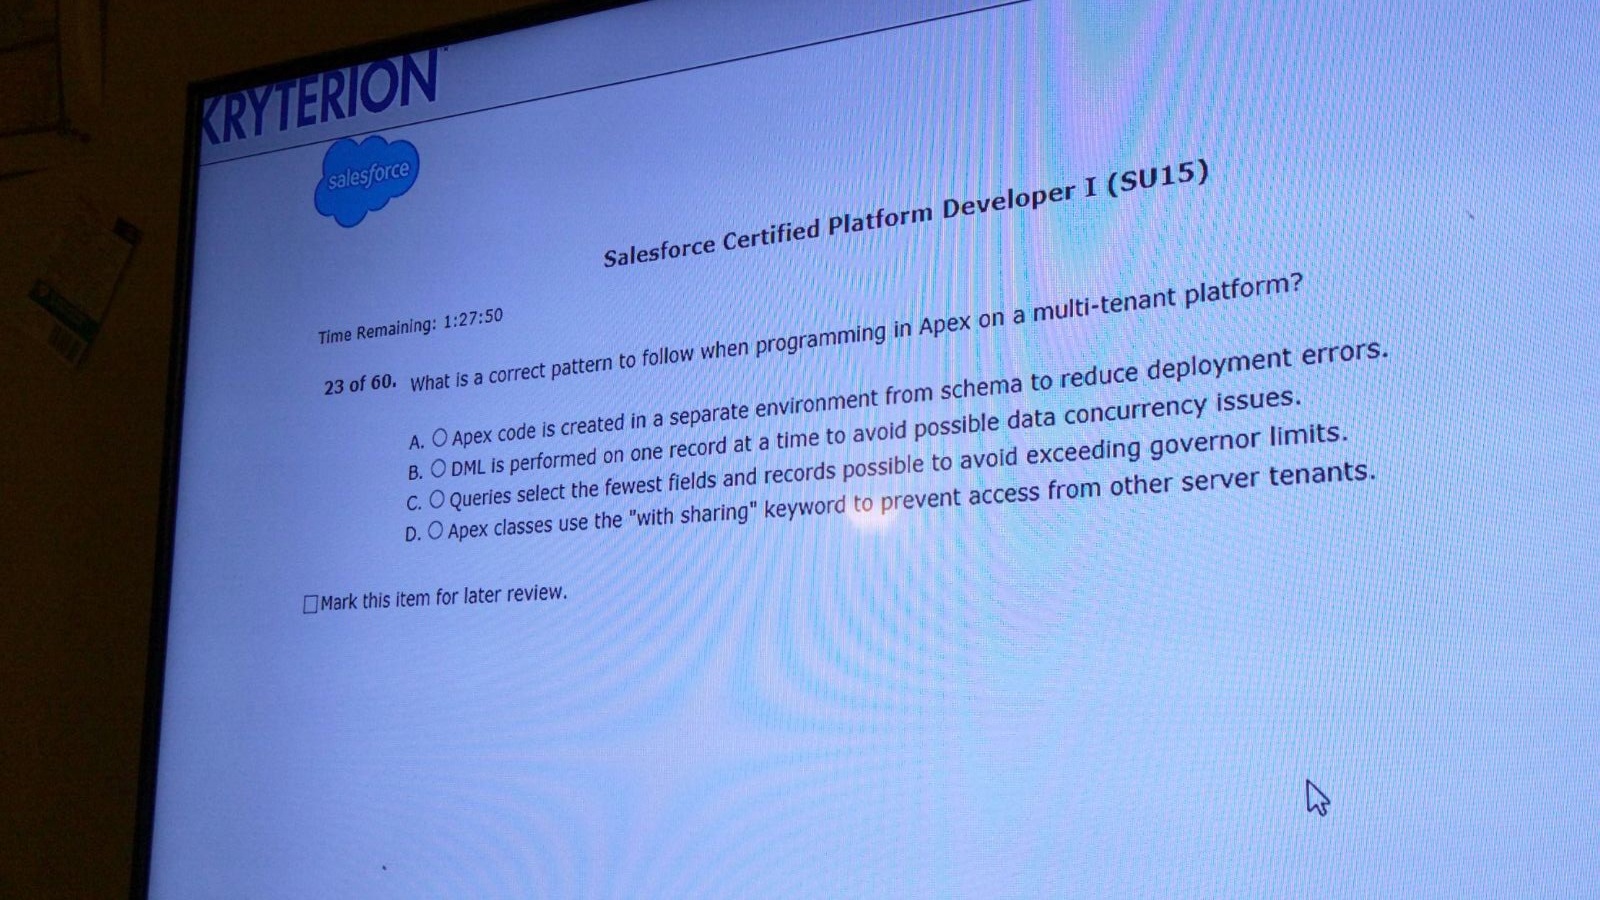 KRYTERION
salesforce
Salesforce Certified Platform Developer I (SU15)
Time Remaining: 1:27:50
23 of 60. What is a correct pattern to follow when programming in Apex on a multi-tenant platform?
A. Apex code is created in a separate environment from schema to reduce deployment errors.
B. DML is performed on one record at a time to avoid possible data concurrency issues.
C. Queries select the fewest fields and records possible to avoid exceeding governor limits.
D. Apex classes use the "with sharing" keyword to prevent access from other server tenants.
Mark this item for later review.